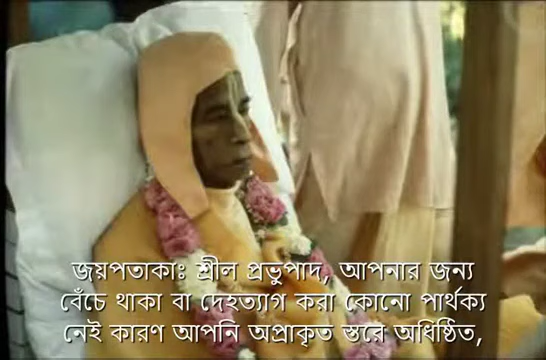 জয়পতাকাঃ শ্রীল প্রভুপাদ, আপনার জন্য
বেঁচে থাকা বা দেহত্যাগ করা কোনো পার্থক্য
নেই কারণ আপনি অপ্রাকৃত স্তরে অধিষ্ঠিত,